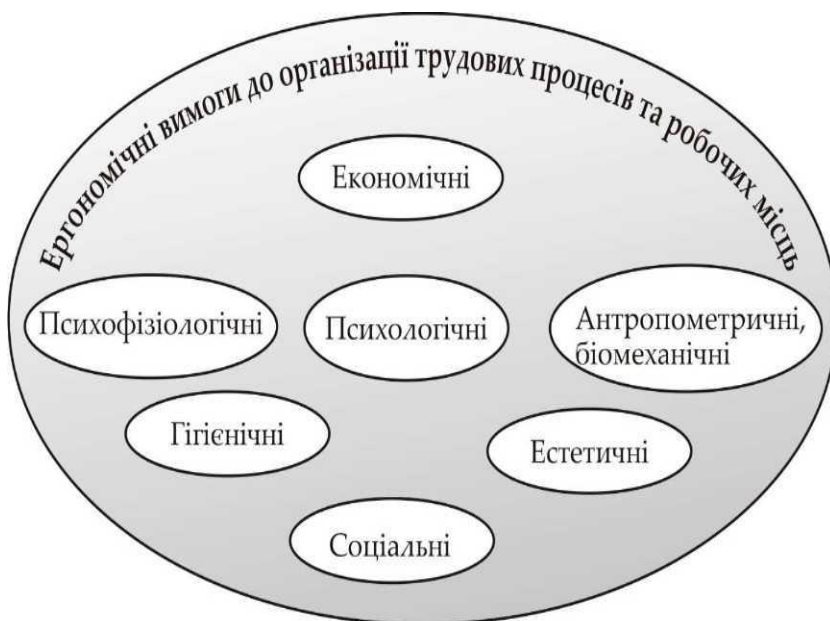 Ергономічні вимоги до організації трудових процесів та робочих місць
Економічні
Психофізіологічні
Психологічні
Антропометричні,
біомеханічні
Гігієнічні
Естетичні
Соціальні